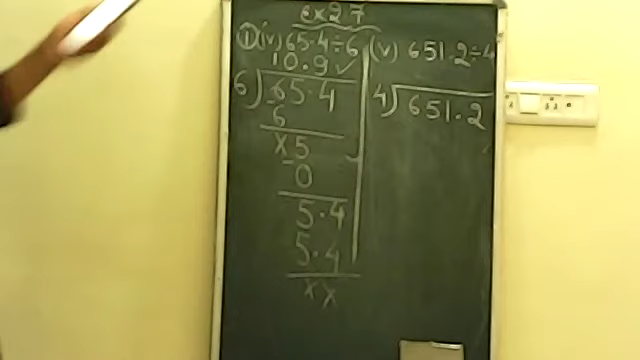 ex 2.7
① (iv) 65.4 ÷ 6
10.9 ✓
6) 65.4
6
x5
- 0
5.4
5.4
x x
(v) 651.2 ÷ 4
4) 651.2